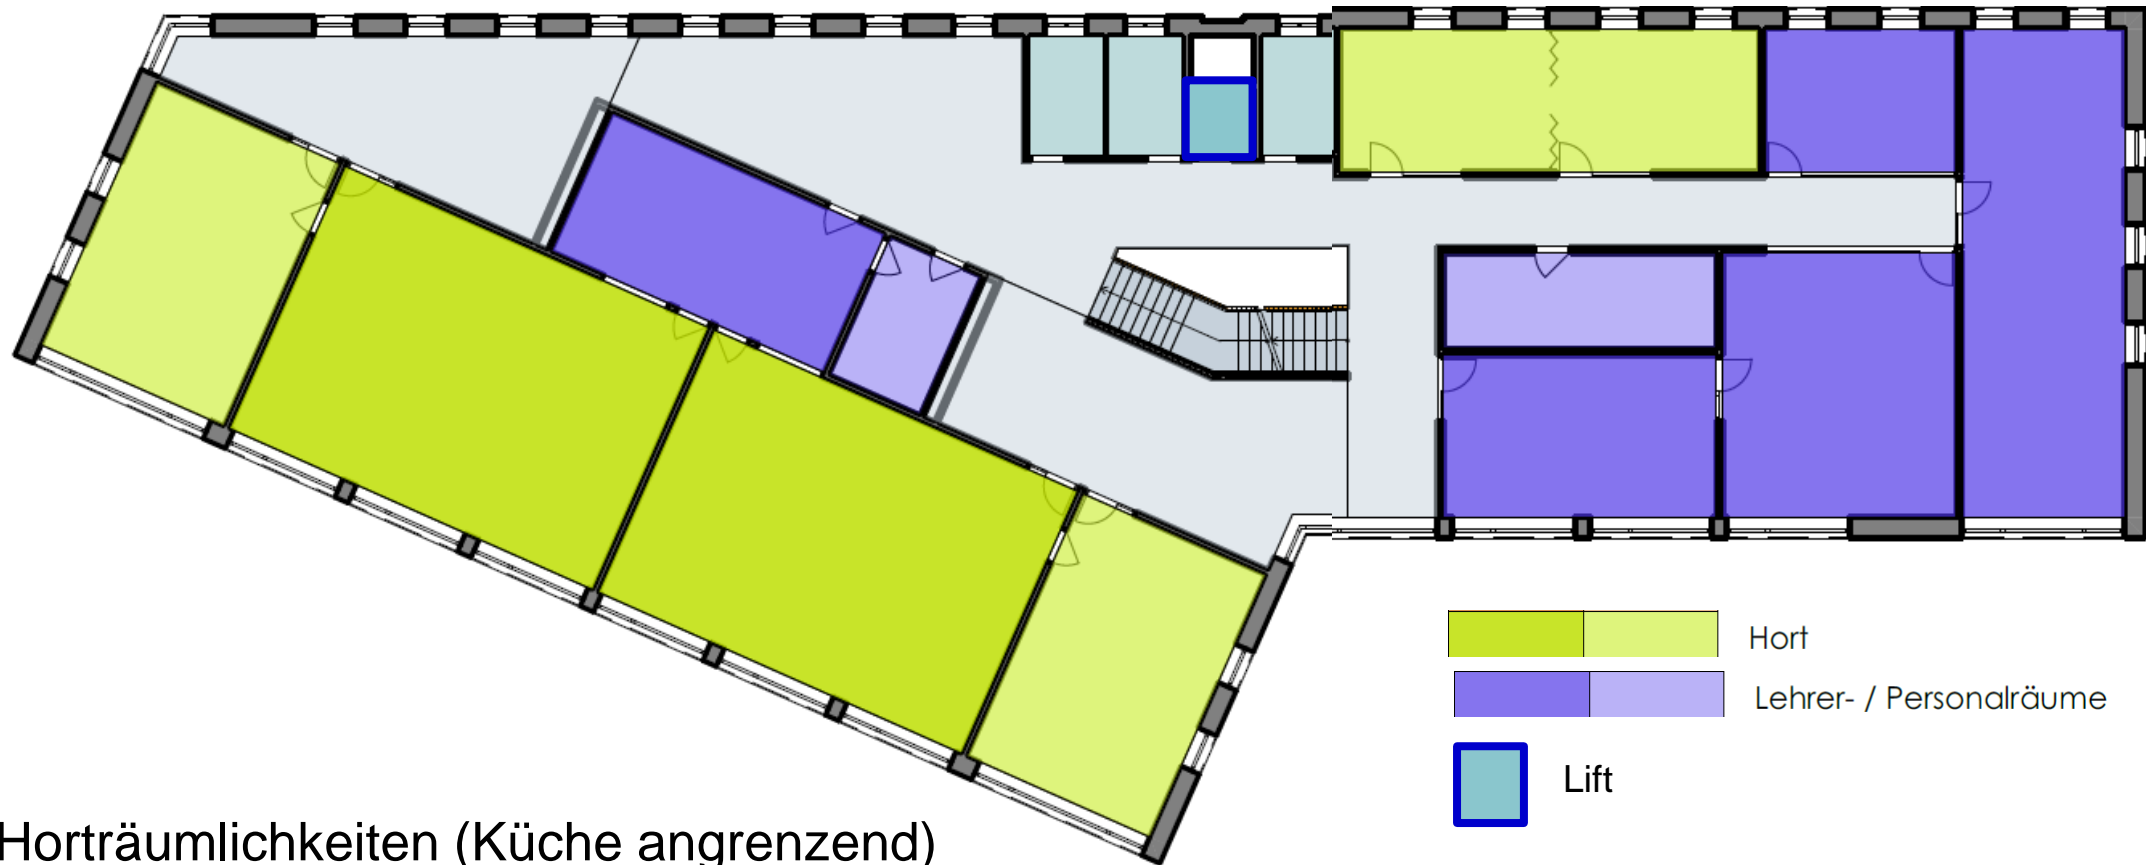 Hort
Lehrer- / Personalräume
Lift
Horträumlichkeiten (Küche angrenzend)